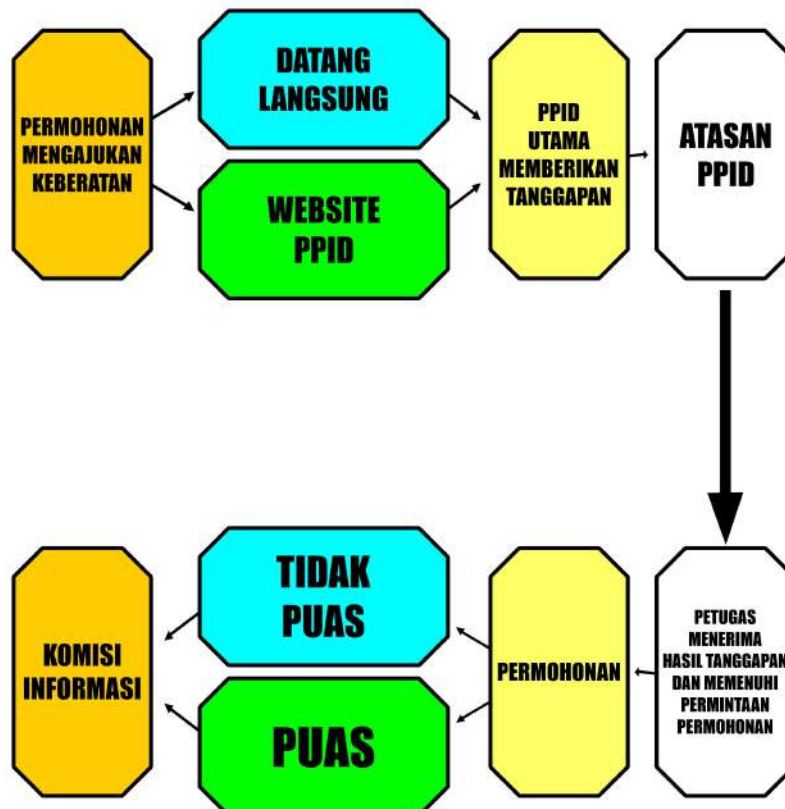 PERMOHONAN
MENGAJUKAN
KEBERATAN
DATANG
LANGSUNG
WEBSITE
PPID
PPID
UTAMA
MEMBERIKAN
TANGGAPAN
ATASAN
PPID
PETUGAS
MENERIMA
HASIL TANGGAPAN
DAN MEMENUHI
PERMINTAAN
PERMOHONAN
PERMOHONAN
TIDAK
PUAS
PUAS
KOMISI
INFORMASI